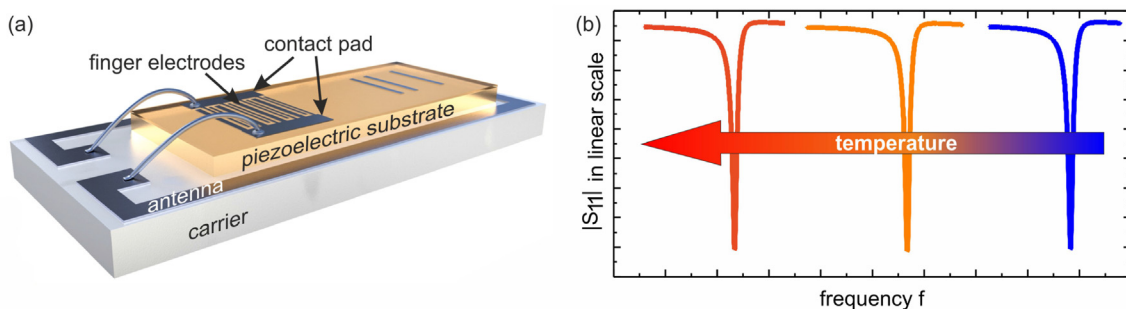 (a)
contact pad
finger electrodes
piezoelectric substrate
antenna
carrier
(b)
|S11| in linear scale
temperature
frequency f